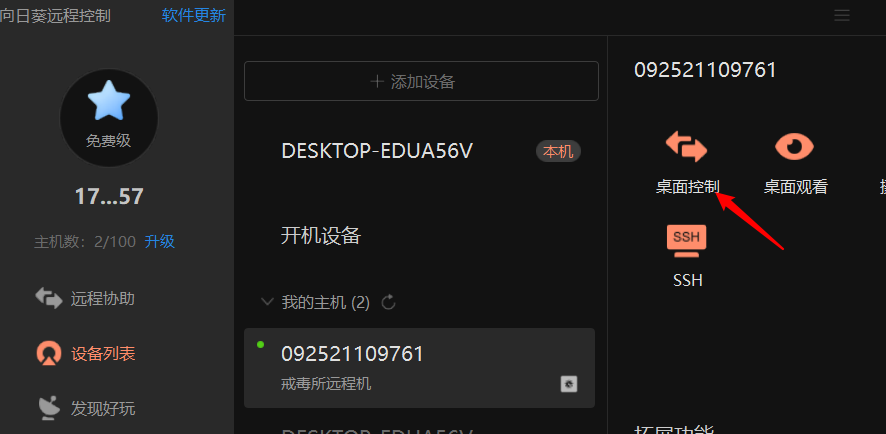 向日葵远程控制
软件更新
免费级
17...57
主机数：2/100 升级
远程协助
设备列表
发现好玩
添加设备
DESKTOP-EDUA56V
本机
开机设备
我的主机 (2)
092521109761
戒毒所远程机
DESKTOP-EDUA56V
092521109761
桌面控制
桌面观看
SSH
SSH
拓展功能